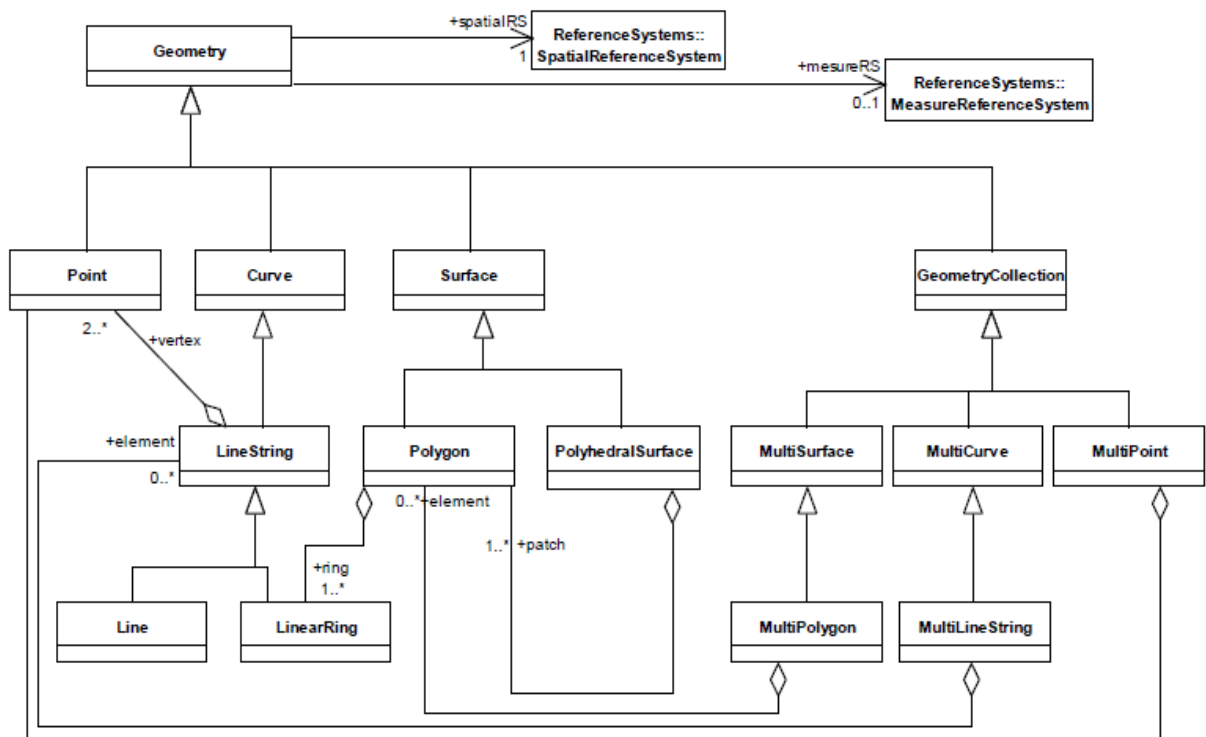 +spatialRS
1
ReferenceSystems::
SpatialReferenceSystem
Geometry
+mesureRS
0..1
ReferenceSystems::
MeasureReferenceSystem
Point
Curve
Surface
GeometryCollection
2..*
+vertex
+element
0..*
LineString
Polygon
PolyhedralSurface
MultiSurface
MultiCurve
MultiPoint
0..*
+element
1..*
+patch
+ring
1..*
Line
LinearRing
MultiPolygon
MultiLineString